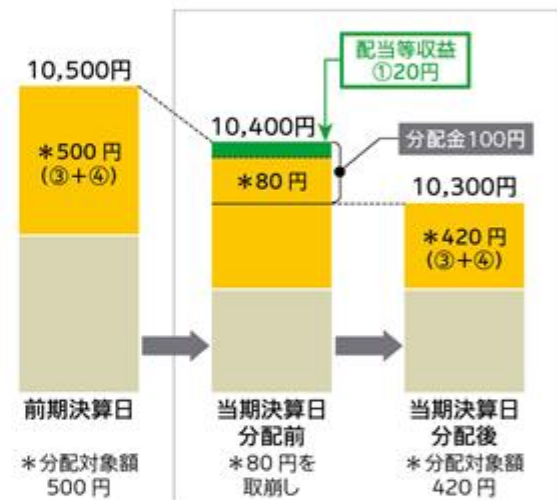 配当等収益
①20円
10,500円
10,400円
分配金100円
＊500円
(③＋④)
＊80円
10,300円
＊420円
(③＋④)
前期決算日
当期決算日
分配前
当期決算日
分配後
＊分配対象額
500円
＊80円を
取崩し
＊分配対象額
420円